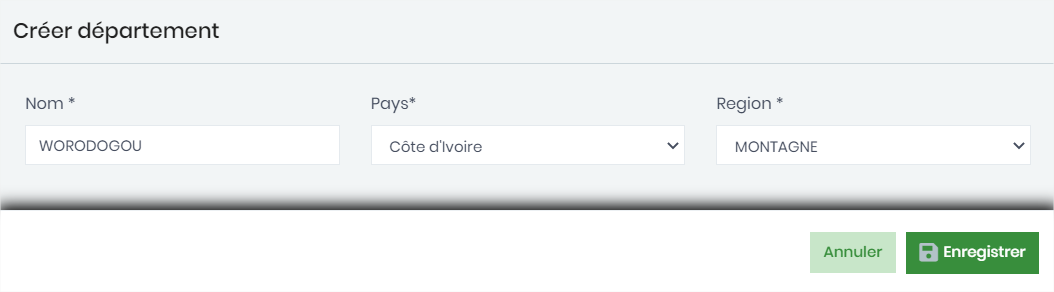 Créer département
Nom * Pays* Region *
WORODOGOU Côte d'Ivoire MONTAGNE
Annuler Enregistrer